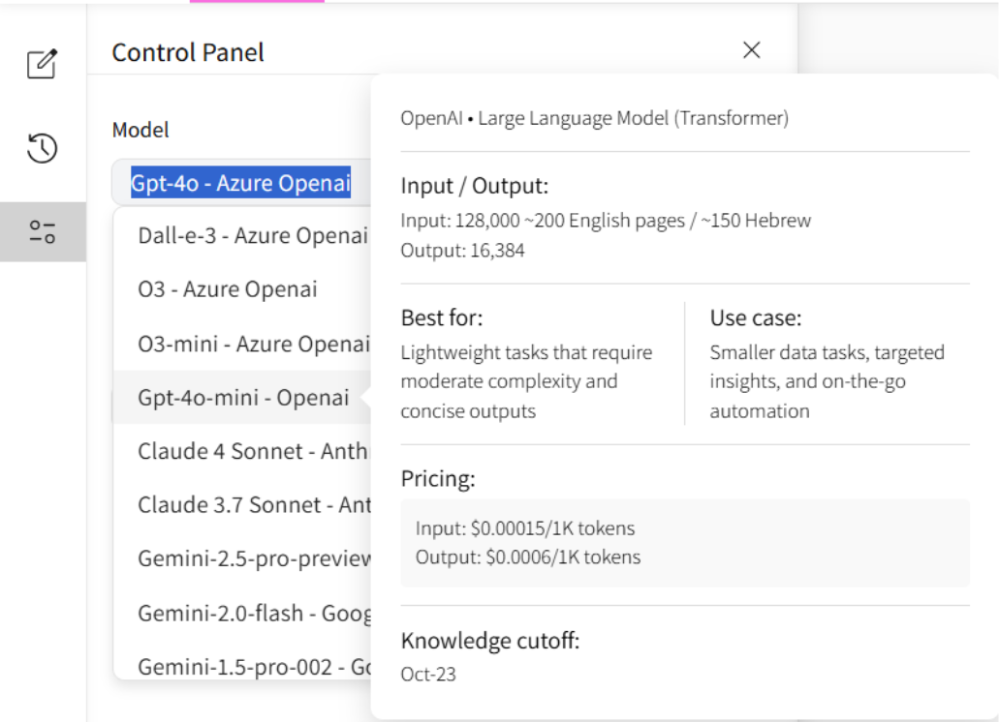 Control Panel
Model
Gpt-4o - Azure Openai
Dall-e-3 - Azure Openai
O3 - Azure Openai
O3-mini - Azure Openai
Gpt-4o-mini - Openai
Claude 4 Sonnet - Anth
Claude 3.7 Sonnet - Ant
Gemini-2.5-pro-preview
Gemini-2.0-flash - Goog
Gemini-1.5-pro-002 - Go
OpenAI • Large Language Model (Transformer)
Input / Output:
Input: 128,000 ~200 English pages / ~150 Hebrew
Output: 16,384
Best for:
Lightweight tasks that require
moderate complexity and
concise outputs
Use case:
Smaller data tasks, targeted
insights, and on-the-go
automation
Pricing:
Input: $0.00015/1K tokens
Output: $0.0006/1K tokens
Knowledge cutoff:
Oct-23